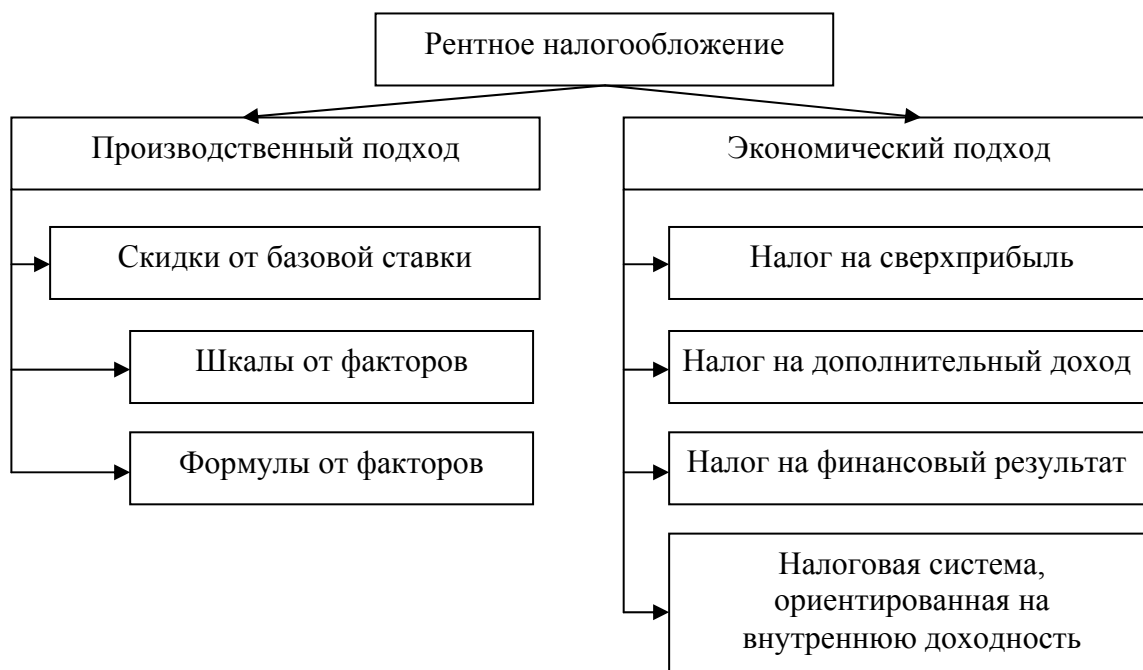 Рентное налогообложение
Производственный подход
Экономический подход
Скидки от базовой ставки
Налог на сверхприбыль
Шкалы от факторов
Налог на дополнительный доход
Формулы от факторов
Налог на финансовый результат
Налоговая система,
ориентированная на
внутреннюю доходность